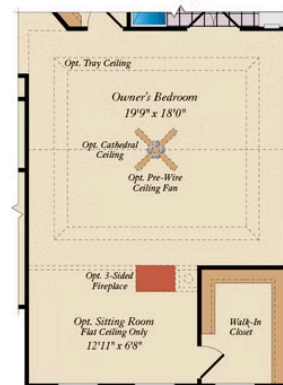 Opt. Tray Ceiling
Owner's Bedroom
19'9" x 18'0"
Opt. Cathedral
Ceiling
Opt. Pre-Wire
Ceiling Fan
Opt. 3-Sided
Fireplace
Opt. Sitting Room
Flat Ceiling Only
12'11" x 6'8"
Walk-In
Closet